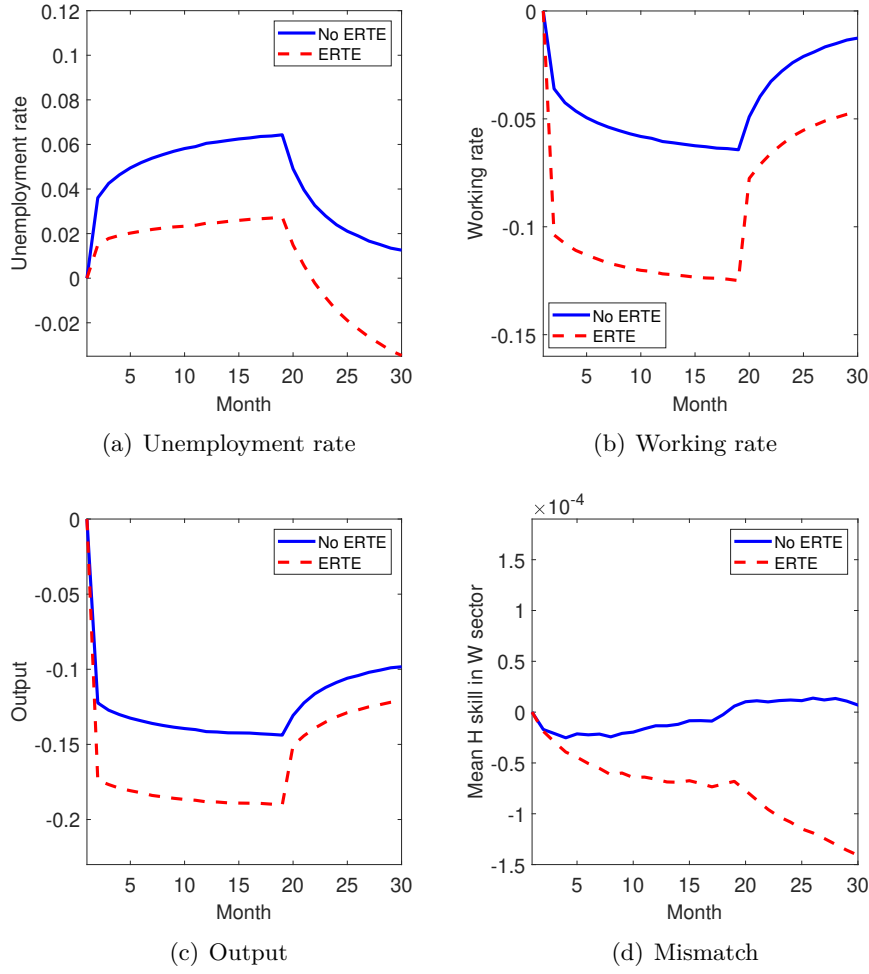 0.12
0.1
0.08
0.06
0.04
0.02
0
-0.02
Unemployment rate
No ERTE
ERTE
5 10 15 20 25 30
Month
(a) Unemployment rate
0
-0.05
-0.1
-0.15
Working rate
No ERTE
ERTE
5 10 15 20 25 30
Month
(b) Working rate
0
-0.05
-0.1
-0.15
-0.2
Output
No ERTE
ERTE
5 10 15 20 25 30
Month
(c) Output
×10-4
1.5
1
0.5
0
-0.5
-1
-1.5
Mean H skill in W sector
No ERTE
ERTE
5 10 15 20 25 30
Month
(d) Mismatch